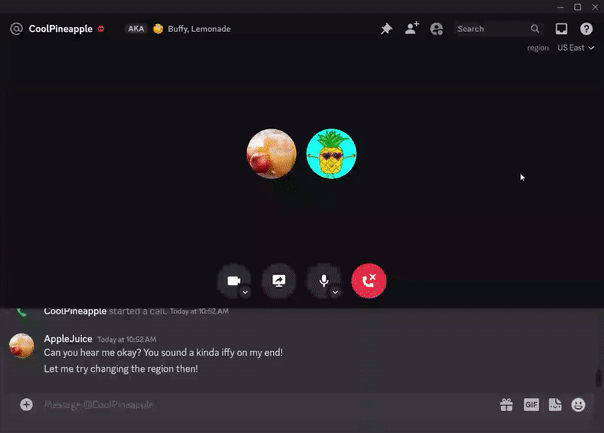 CoolPineapple AKA Buffy, Lemonade Search
region US East
CoolPineapple started a call. Today at 10:52 AM
AppleJuice Today at 10:52 AM
Can you hear me okay? You sound a kinda iffy on my end!
Let me try changing the region then!
Message @CoolPineapple GIF